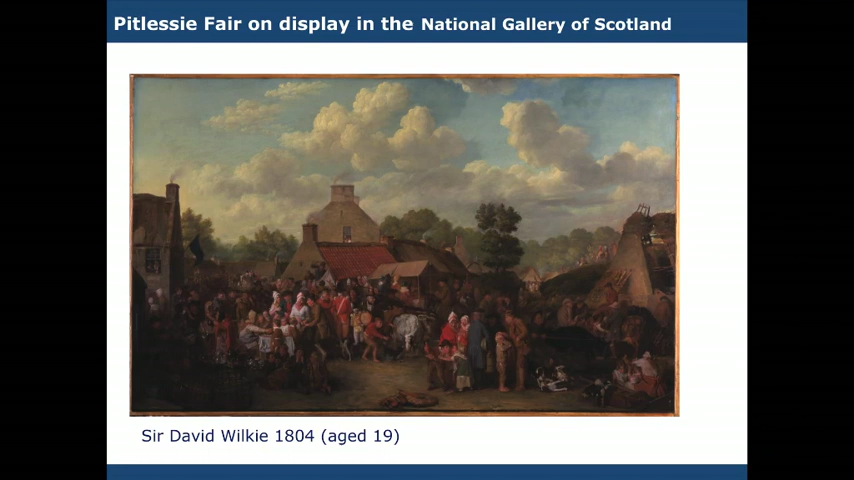 Pitlessie Fair on display in the National Gallery of Scotland
Sir David Wilkie 1804 (aged 19)